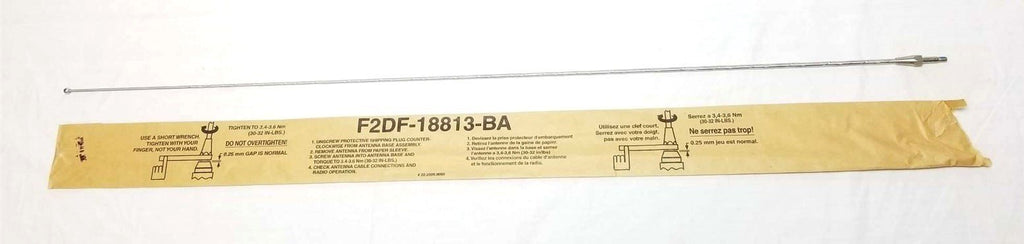 F2DF-18813-BA
USE A SHORT WRENCH.
TIGHTEN WITH YOUR
FINGER, NOT YOUR HAND.
TIGHTEN TO 3.4-3.6 Nm
(30-32 IN-LBS.)
DO NOT OVERTIGHTEN!
0.25 mm GAP IS NORMAL.
1. UNSCREW PROTECTIVE SHIPPING PLUG COUNTER-
CLOCKWISE FROM ANTENNA BASE ASSEMBLY.
2. REMOVE ANTENNA FROM PAPER SLEEVE.
3. SCREW ANTENNA INTO ANTENNA BASE AND
TORQUE TO 3.4-3.6 Nm (30-32 IN/LBS).
4. CHECK ANTENNA CABLE CONNECTIONS AND
RADIO OPERATION.
1. Devissez la prise protecteur d'embarquement
2. Retirez l'antenne de la gaine de papier.
3. Vissez l'antenne dans la base et serrer
l'antenne a 3,4-3,6 Nm (30-32 in/lbs)
4. Verifiez les connexions du cable d'antenne
et le fonctionnement de la radio.
Utilisez une clef court.
Serrez avec votre doigt,
pas avec votre main.
Serrez a 3,4-3,6 Nm
(30-32 IN-LBS.)
Ne serrez pas trop!
0.25 mm jeu est normal.